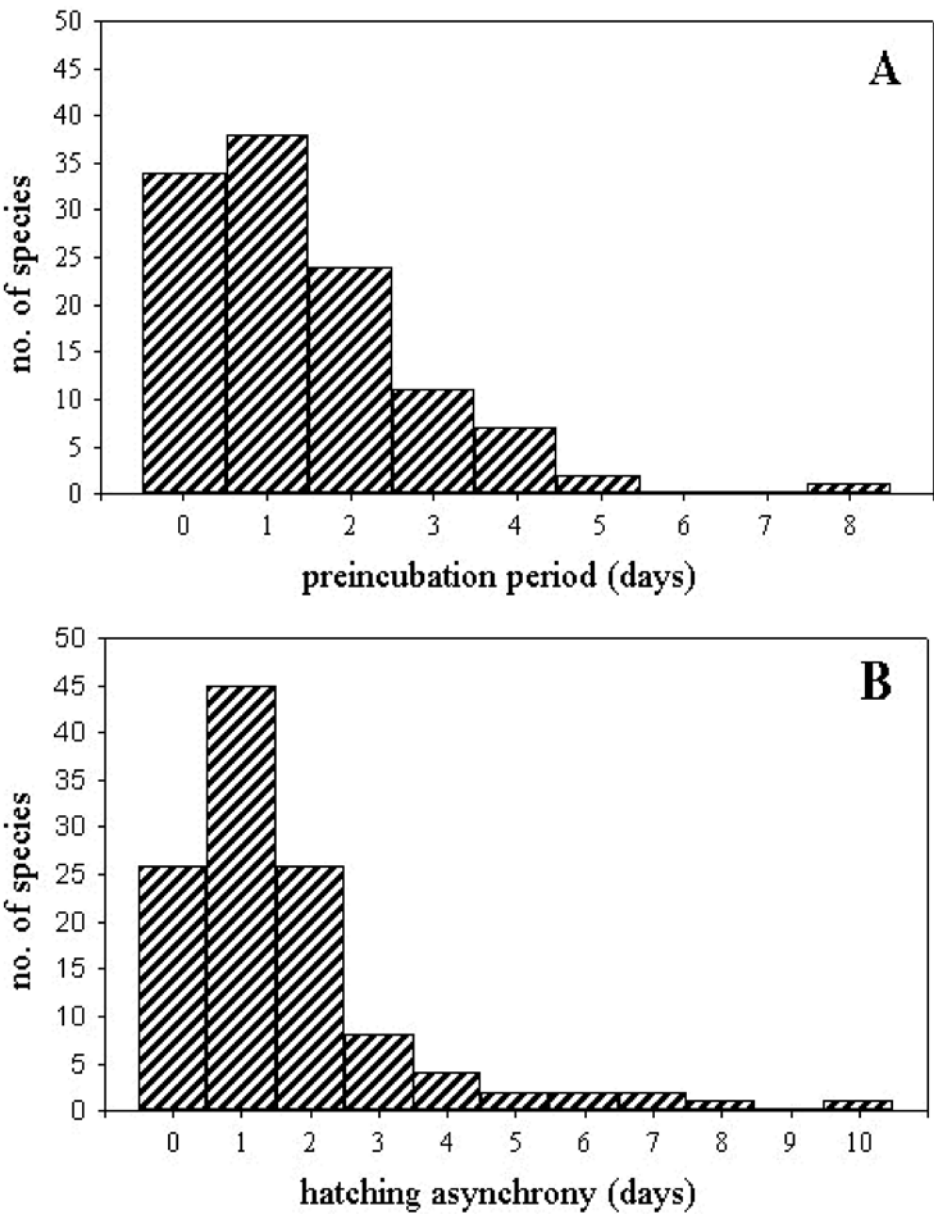 50
A
45
40
35
30
25
20
15
10
5
0
no. of species
0 1 2 3 4 5 6 7 8
preincubation period (days)
50
B
45
40
35
30
25
20
15
10
5
0
no. of species
0 1 2 3 4 5 6 7 8 9 10
hatching asynchrony (days)